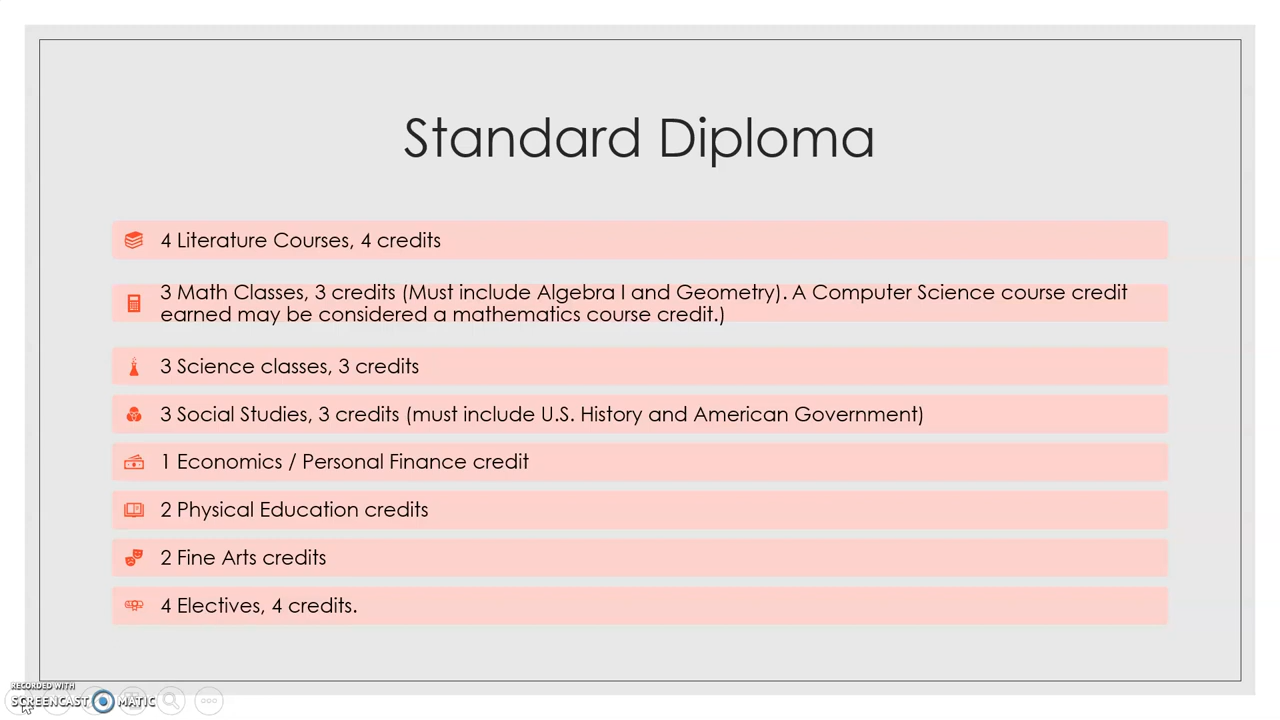 Standard Diploma
4 Literature Courses, 4 credits
3 Math Classes, 3 credits (Must include Algebra I and Geometry). A Computer Science course credit
earned may be considered a mathematics course credit.)
3 Science classes, 3 credits
3 Social Studies, 3 credits (must include U.S. History and American Government)
1 Economics / Personal Finance credit
2 Physical Education credits
2 Fine Arts credits
4 Electives, 4 credits.
RECORDED WITH
SCREENCAST MATIC